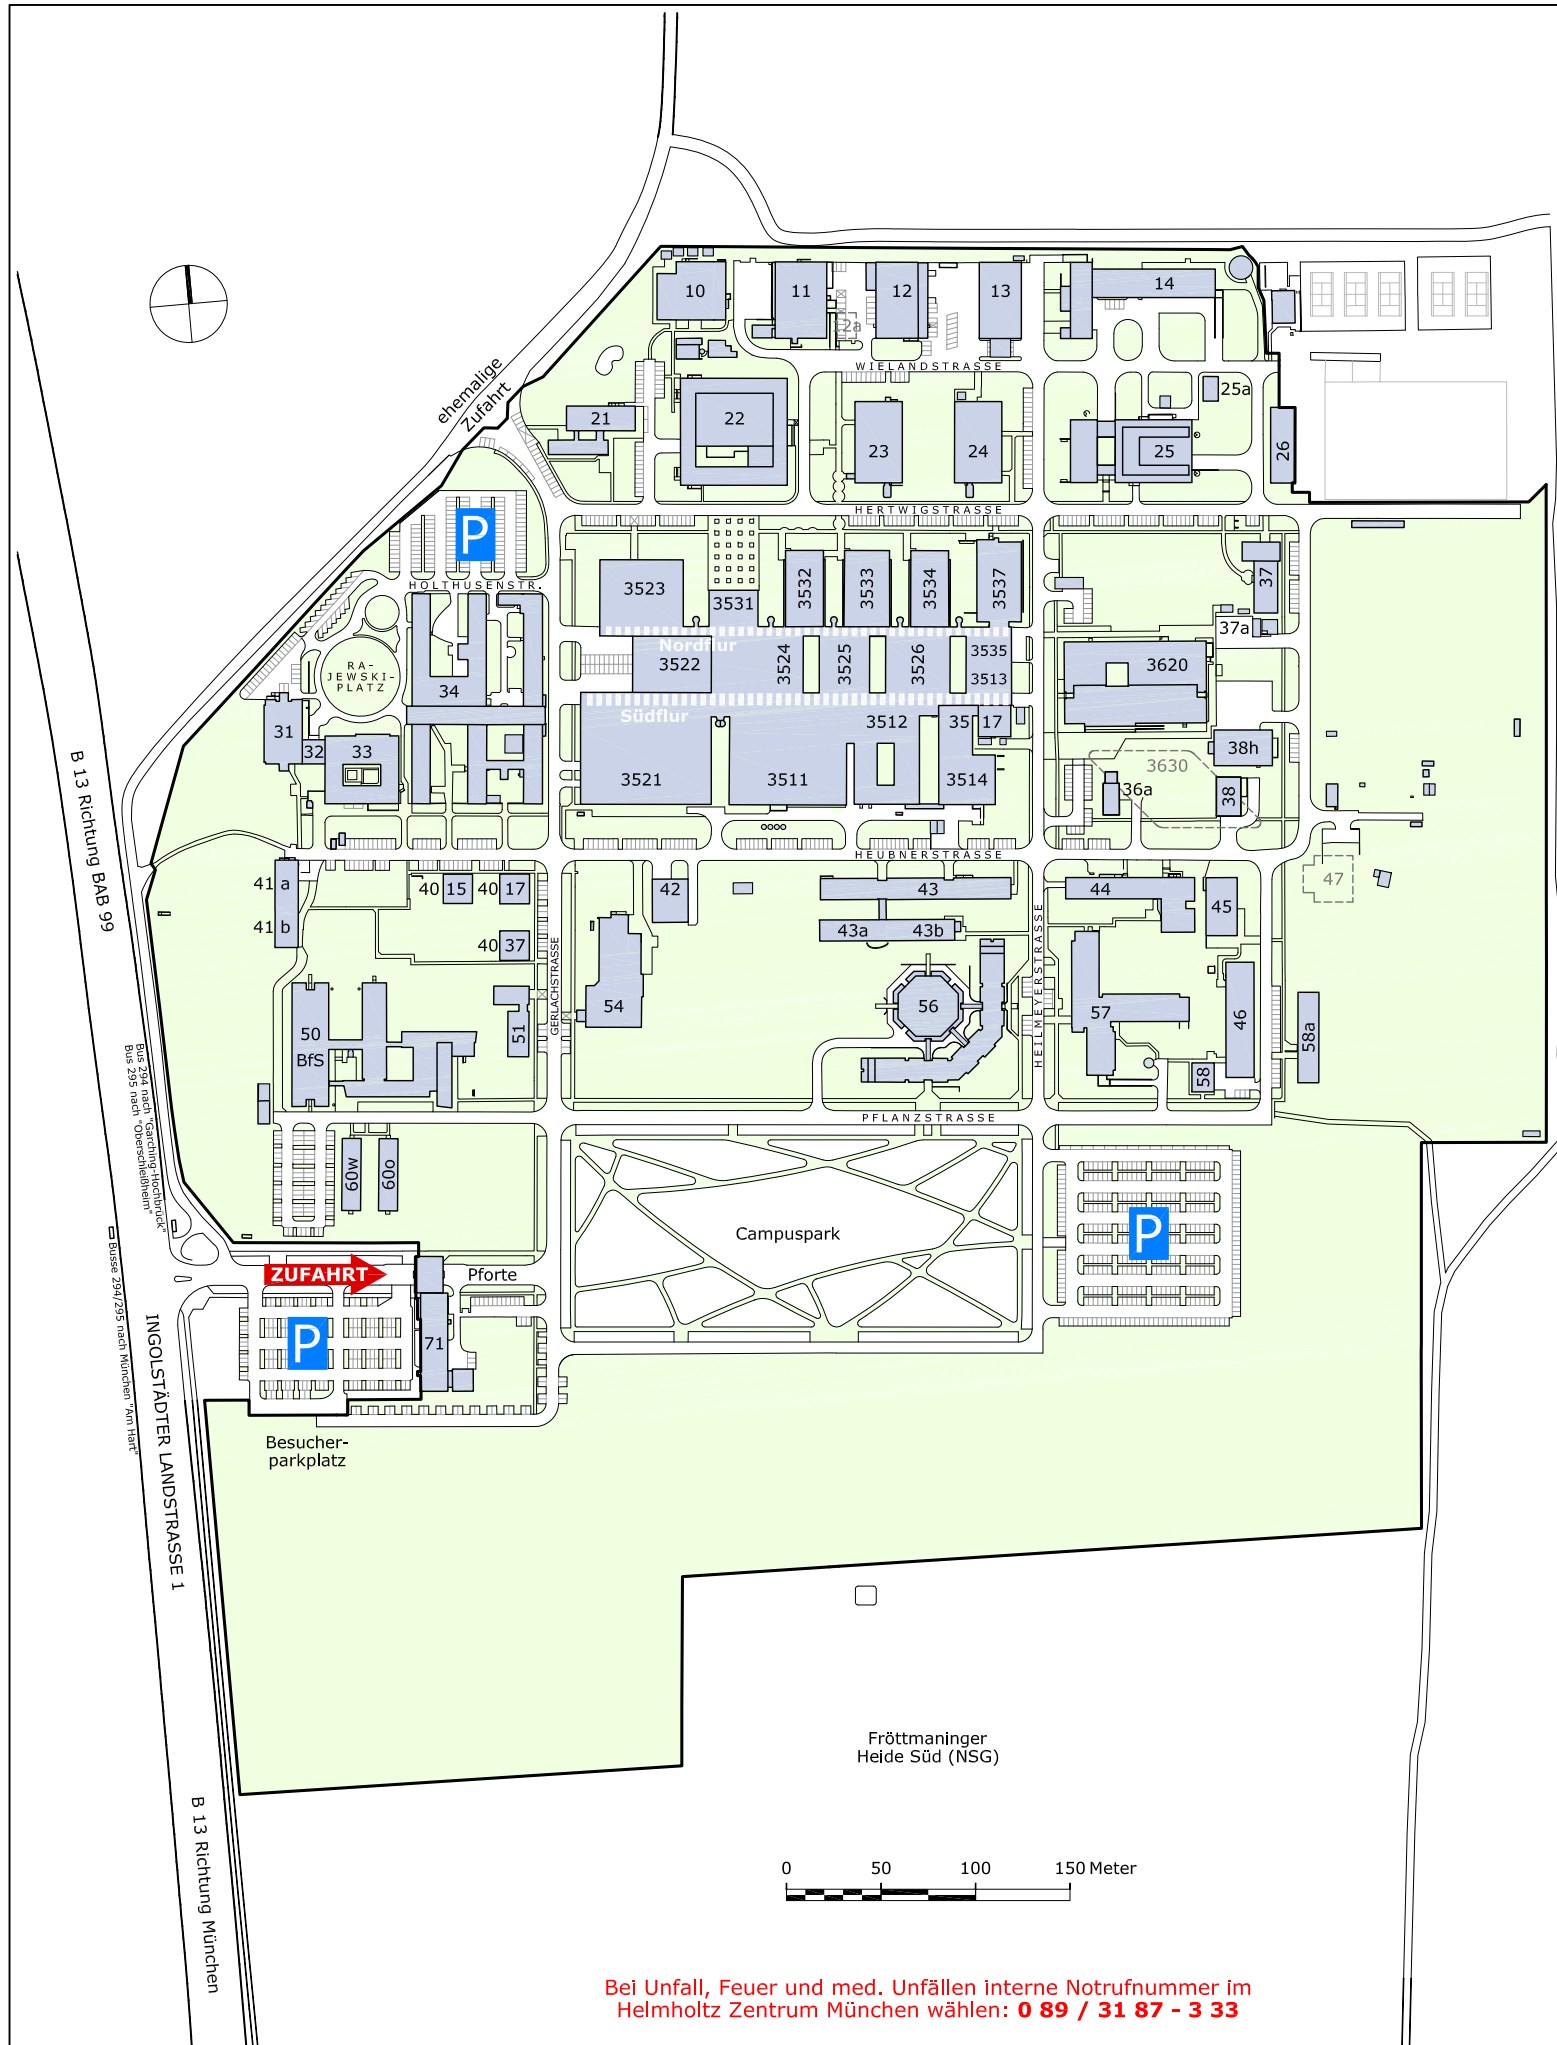 10
11
12
13
14
2a
WIELANDSTRASSE
ehemalige
Zufahrt
21
22
23
24
25
25a
26
HERTWIGSTRASSE
P
HOLTHUSENSTR.
3523
3531
3532
3533
3534
3537
37
37a
Nordflur
3522
3524
3525
3526
3535
3513
3620
RA-
JEWSKI-
PLATZ
34
Südflur
31
32
33
3512
35 17
3521
3511
3514
38h
3630
36a
38
B 13 Richtung BAB 99
HEUBNERSTRASSE
41 a
41 b
40 15
40 17
40 37
42
43
43a
43b
44
45
47
GERLACHSTRASSE
HEILMEYERSTRASSE
50
BfS
51
54
56
57
46
58
58a
PFLANZSTRASSE
Bus 294 nach "Garching-Hochbrück"
Bus 295 nach "Oberschleißheim"
60w
60o
Campuspark
P
ZUFAHRT
Pforte
Busse 294/295 nach München "Am Hart"
P
71
INGOLSTÄDTER LANDSTRASSE 1
Besucher-
parkplatz
Fröttmaninger
Heide Süd (NSG)
B 13 Richtung München
0 50 100 150 Meter
Bei Unfall, Feuer und med. Unfällen interne Notrufnummer im
Helmholtz Zentrum München wählen: 0 89 / 31 87 - 3 33